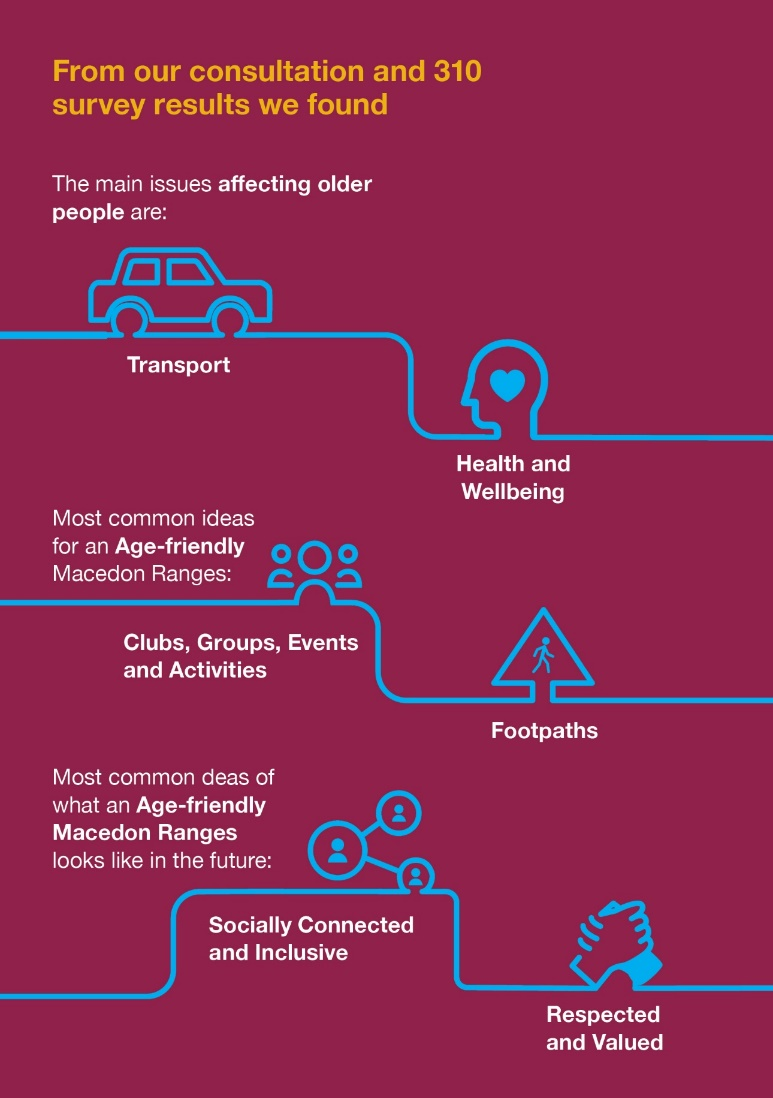 From our consultation and 310
survey results we found
The main issues affecting older
people are:
Transport
Health and
Wellbeing
Most common ideas
for an Age-friendly
Macedon Ranges:
Clubs, Groups, Events
and Activities
Footpaths
Most common deas of
what an Age-friendly
Macedon Ranges
looks like in the future:
Socially Connected
and Inclusive
Respected
and Valued